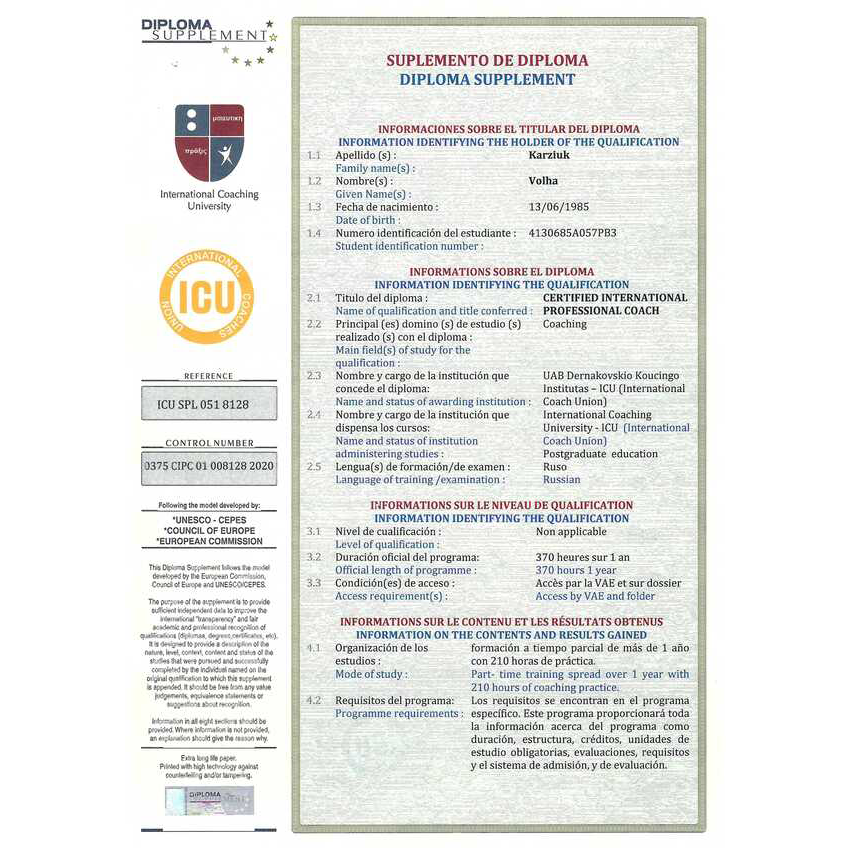 DIPLOMA
SUPPLEMENT
μαιευτική
πρᾶξις
International Coaching
University
INTERNATIONAL
COACHES
UNION
ICU
REFERENCE
ICU SPL 051 8128
CONTROL NUMBER
0375 CIPC 01 008128 2020
Following the model developed by:
*UNESCO - CEPES
*COUNCIL OF EUROPE
*EUROPEAN COMMISSION
This Diploma Supplement follows the model
developed by the European Commission,
Council of Europe and UNESCO/CEPES.
The purpose of the supplement is to provide
sufficient independent data to improve the
international "transparency" and fair
academic and professional recognition of
qualifications (diplomas, degrees, certificates, etc).
It is designed to provide a description of the
nature, level, context, content and status of the
studies that were pursued and successfully
completed by the individual named on the
original qualification to which this supplement
is appended. It should be free from any value
judgements, equivalence statements or
suggestions about recognition.
Information in all eight sections should be
provided. Where information is not provided,
an explanation should give the reason why.
Extra long life paper.
Printed with high technology against
counterfeiting and/or tampering.
DIPLOMA
SUPPLEMENT
SUPLEMENTO DE DIPLOMA
DIPLOMA SUPPLEMENT
INFORMACIONES SOBRE EL TITULAR DEL DIPLOMA
INFORMATION IDENTIFYING THE HOLDER OF THE QUALIFICATION
1.1 Apellido (s) : Karziuk
Family name(s) :
1.2 Nombre(s) : Volha
Given Name(s) :
1.3 Fecha de nacimiento : 13/06/1985
Date of birth :
1.4 Numero identificación del estudiante : 4130685A057PB3
Student identification number :
INFORMATIONS SOBRE EL DIPLOMA
INFORMATION IDENTIFYING THE QUALIFICATION
2.1 Titulo del diploma : CERTIFIED INTERNATIONAL
Name of qualification and title conferred : PROFESSIONAL COACH
2.2 Principal (es) domino (s) de estudio (s) Coaching
realizado (s) con el diploma :
Main field(s) of study for the
qualification :
2.3 Nombre y cargo de la institución que UAB Dernakovskio Koucingo
concede el diploma: Institutas – ICU (International
Name and status of awarding institution : Coach Union)
2.4 Nombre y cargo de la institución que International Coaching
dispensa los cursos: University - ICU (International
Name and status of institution Coach Union)
administering studies : Postgraduate education
2.5 Lengua(s) de formación/de examen : Ruso
Language of training /examination : Russian
INFORMATIONS SUR LE NIVEAU DE QUALIFICATION
INFORMATION IDENTIFYING THE QUALIFICATION
3.1 Nivel de cualificación : Non applicable
Level of qualification :
3.2 Duración oficial del programa: 370 heures sur 1 an
Official length of programme : 370 hours 1 year
3.3 Condición(es) de acceso : Accès par la VAE et sur dossier
Access requirement(s) : Access by VAE and folder
INFORMATIONS SUR LE CONTENU ET LES RÉSULTATS OBTENUS
INFORMATION ON THE CONTENTS AND RESULTS GAINED
4.1 Organización de los formación a tiempo parcial de más de 1 año
estudios : con 210 horas de práctica.
Mode of study : Part- time training spread over 1 year with
210 hours of coaching practice.
4.2 Requisitos del programa: Los requisitos se encontran en el programa
Programme requirements : específico. Este programa proporcionará toda
la información acerca del programa como
duración, estructura, créditos, unidades de
estudio obligatorias, evaluaciones, requisitos
y el sistema de admisión, y de evaluación.